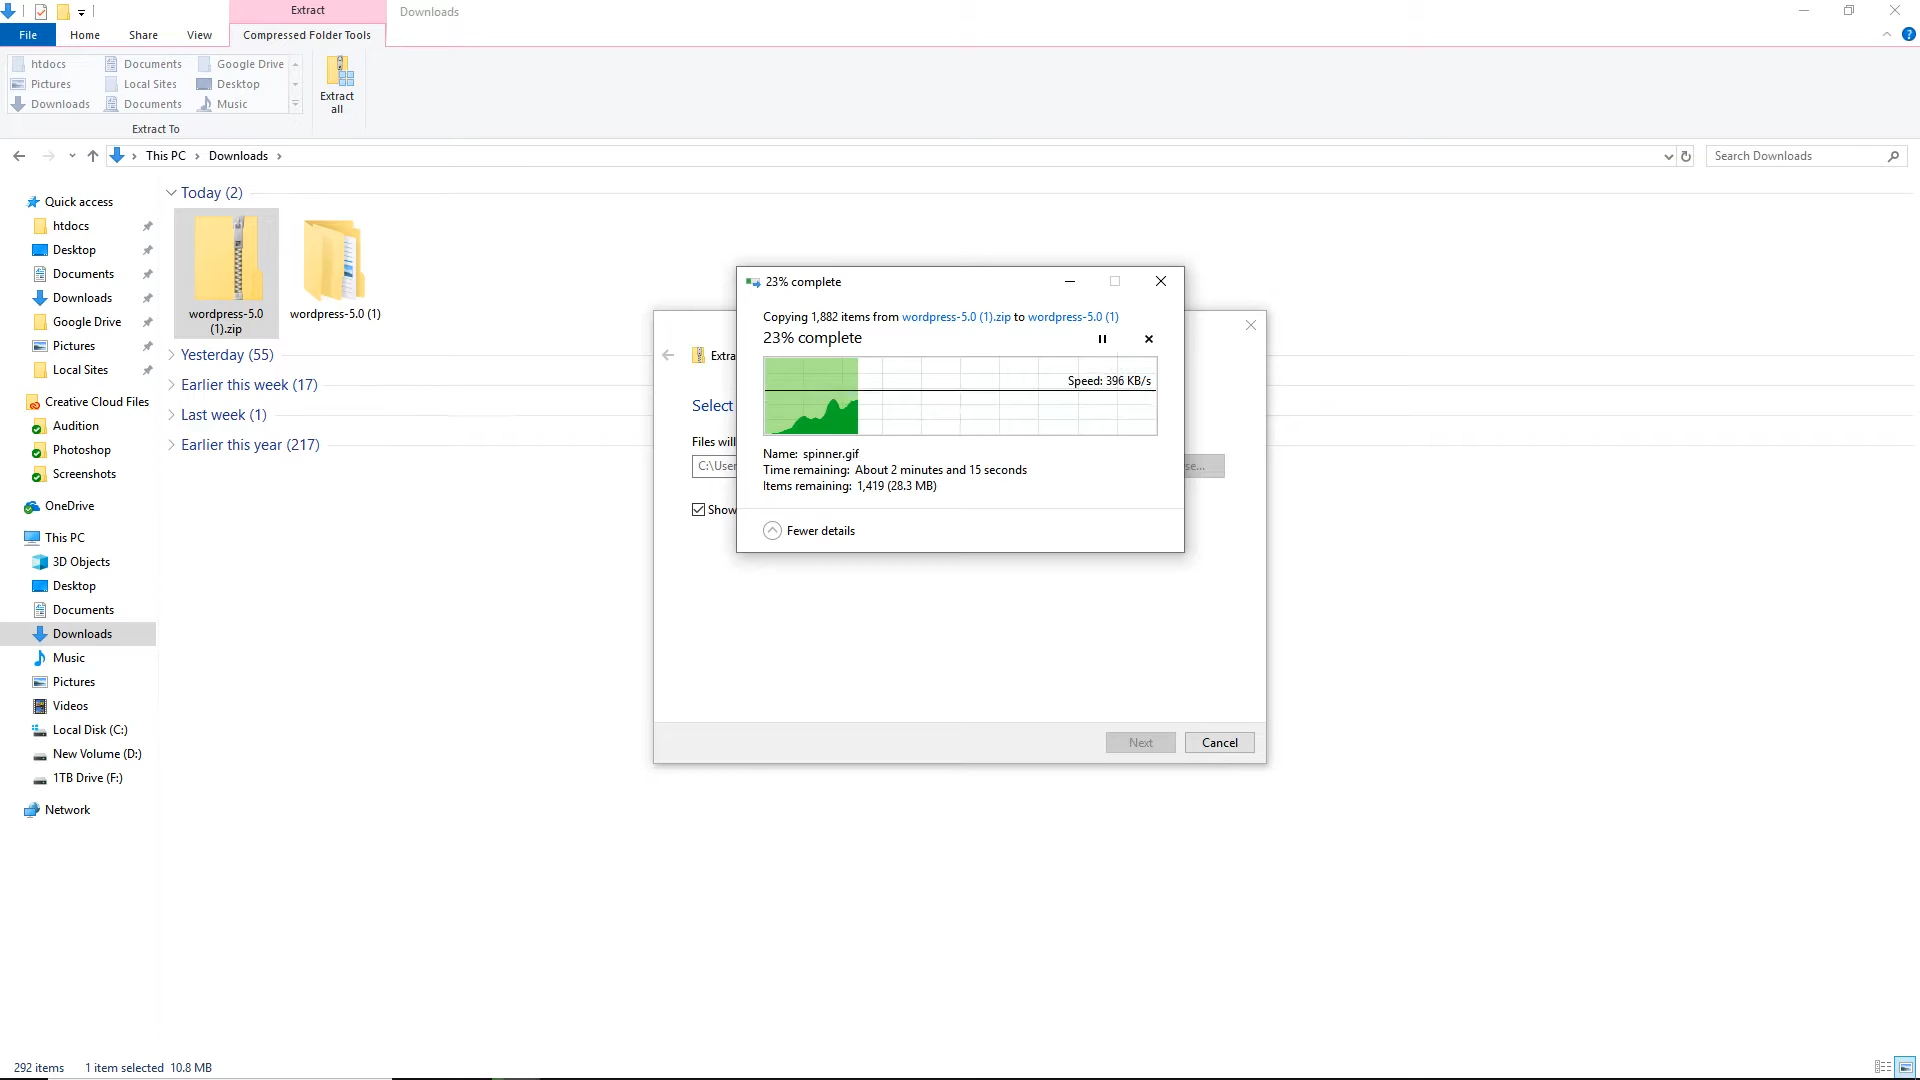 Extract
Downloads
File
Home
Share
View
Compressed Folder Tools
htdocs
Documents
Google Drive
Pictures
Local Sites
Desktop
Downloads
Documents
Music
Extract all
Extract To
This PC
Downloads
Search Downloads
Quick access
htdocs
Desktop
Documents
Downloads
Google Drive
Pictures
Local Sites
Creative Cloud Files
Audition
Photoshop
Screenshots
OneDrive
This PC
3D Objects
Desktop
Documents
Downloads
Music
Pictures
Videos
Local Disk (C:)
New Volume (D:)
1TB Drive (F:)
Network
Today (2)
wordpress-5.0
(1).zip
wordpress-5.0 (1)
Yesterday (55)
Earlier this week (17)
Last week (1)
Earlier this year (217)
23% complete
Copying 1,882 items from wordpress-5.0 (1).zip to wordpress-5.0 (1)
23% complete
Speed: 396 KB/s
Name: spinner.gif
Time remaining: About 2 minutes and 15 seconds
Items remaining: 1,419 (28.3 MB)
Fewer details
Extra
Select
Files will
C:\User
se...
Show
Next
Cancel
292 items
1 item selected 10.8 MB